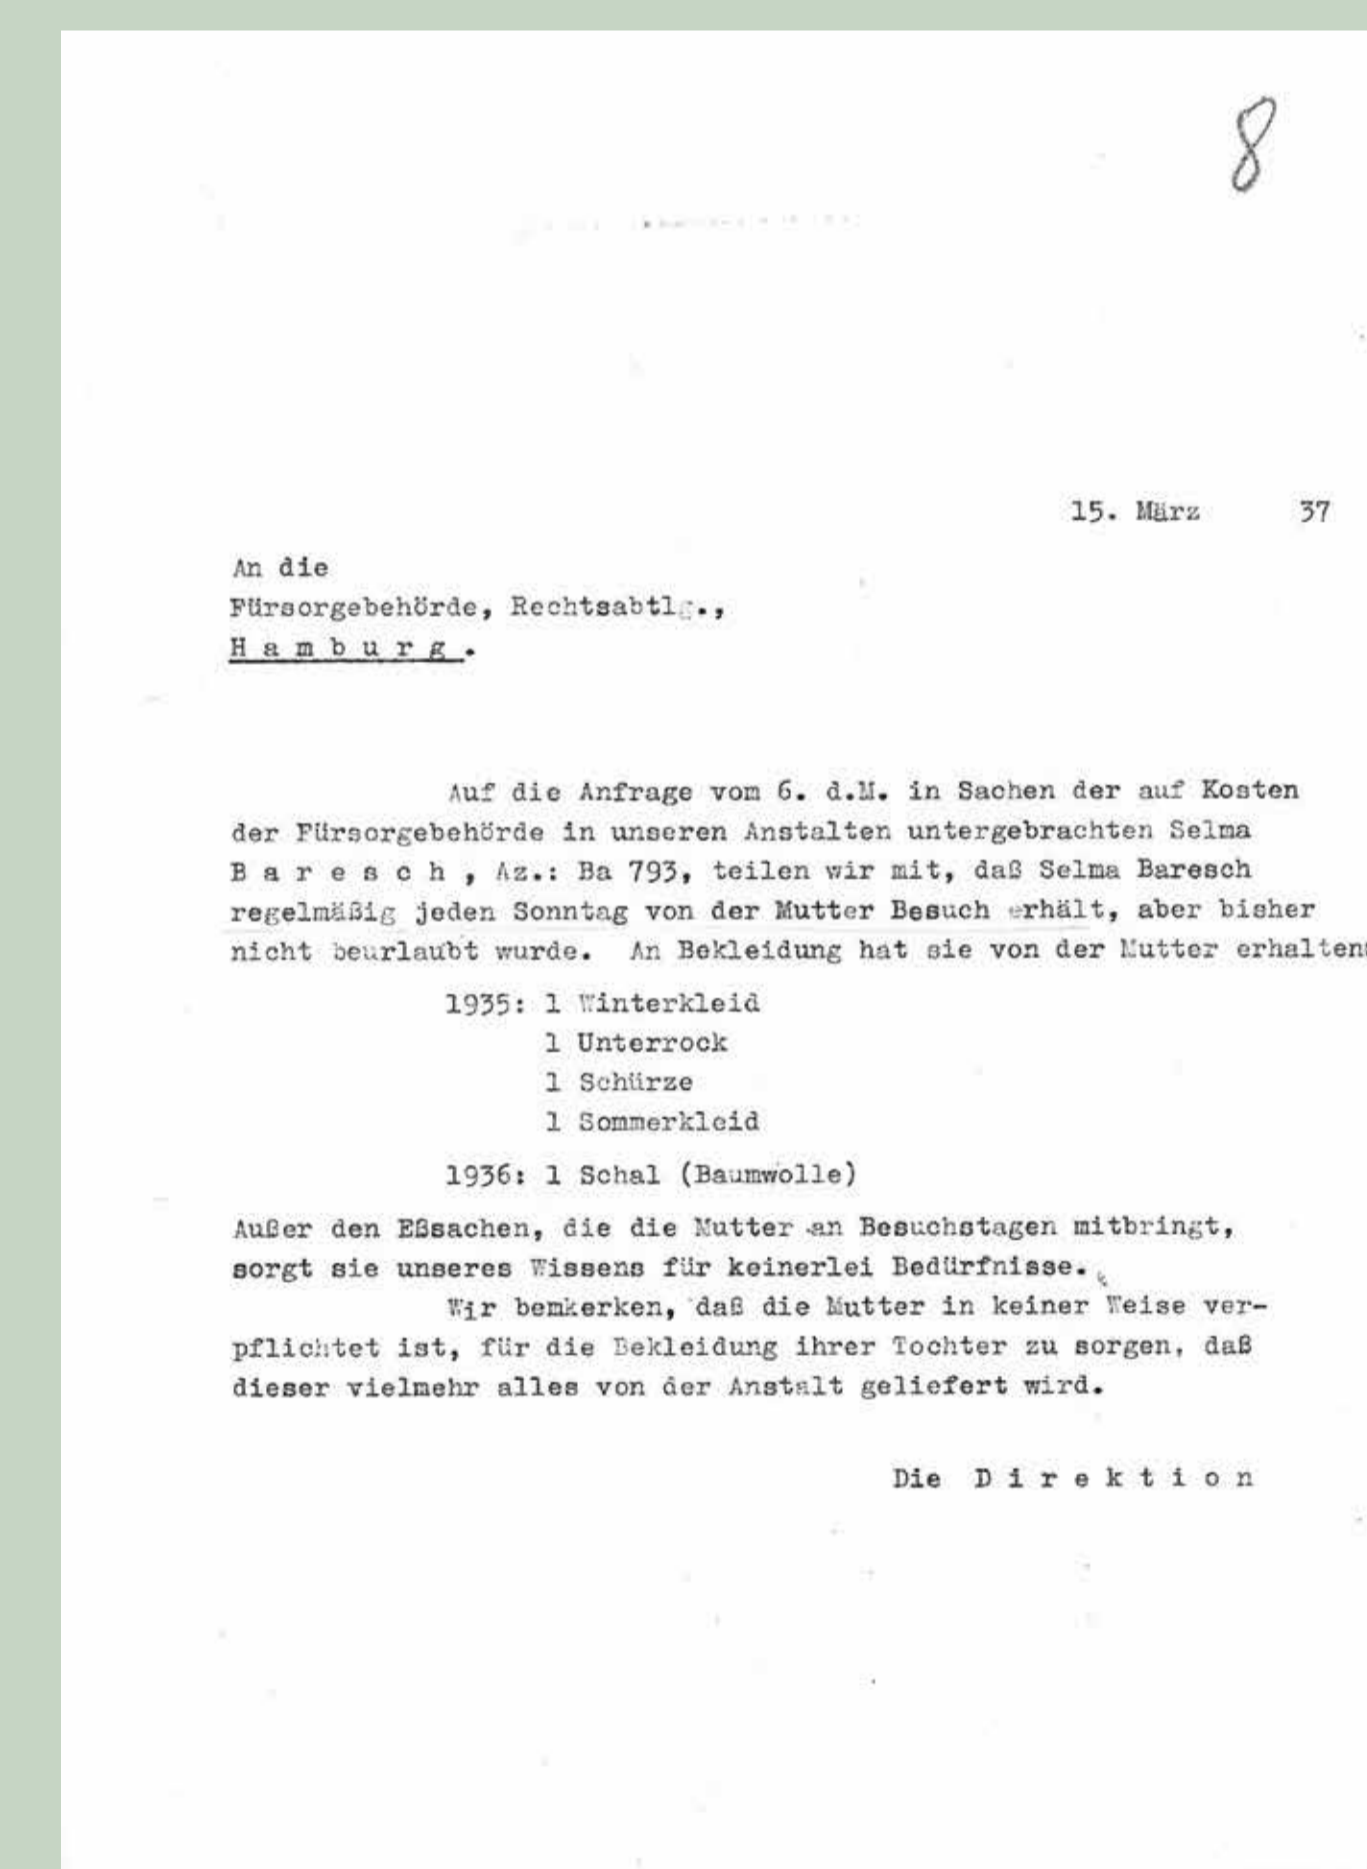 8
15. März 37
An die
Fürsorgebehörde, Rechtsabtlg.,
H a m b u r g .
Auf die Anfrage vom 6. d.M. in Sachen der auf Kosten
der Fürsorgebehörde in unseren Anstalten untergebrachten Selma
B a r e s c h , Az.: Ba 793, teilen wir mit, daß Selma Baresch
regelmäßig jeden Sonntag von der Mutter Besuch erhält, aber bisher
nicht beurlaubt wurde. An Bekleidung hat sie von der Mutter erhalten:
1935: 1 Winterkleid
1 Unterrock
1 Schürze
1 Sommerkleid
1936: 1 Schal (Baumwolle)
Außer den Eßsachen, die die Mutter an Besuchstagen mitbringt,
sorgt sie unseres Wissens für keinerlei Bedürfnisse.
Wir bemkerken, daß die Mutter in keiner Weise ver-
pflichtet ist, für die Bekleidung ihrer Tochter zu sorgen, daß
dieser vielmehr alles von der Anstalt geliefert wird.
Die D i r e k t i o n